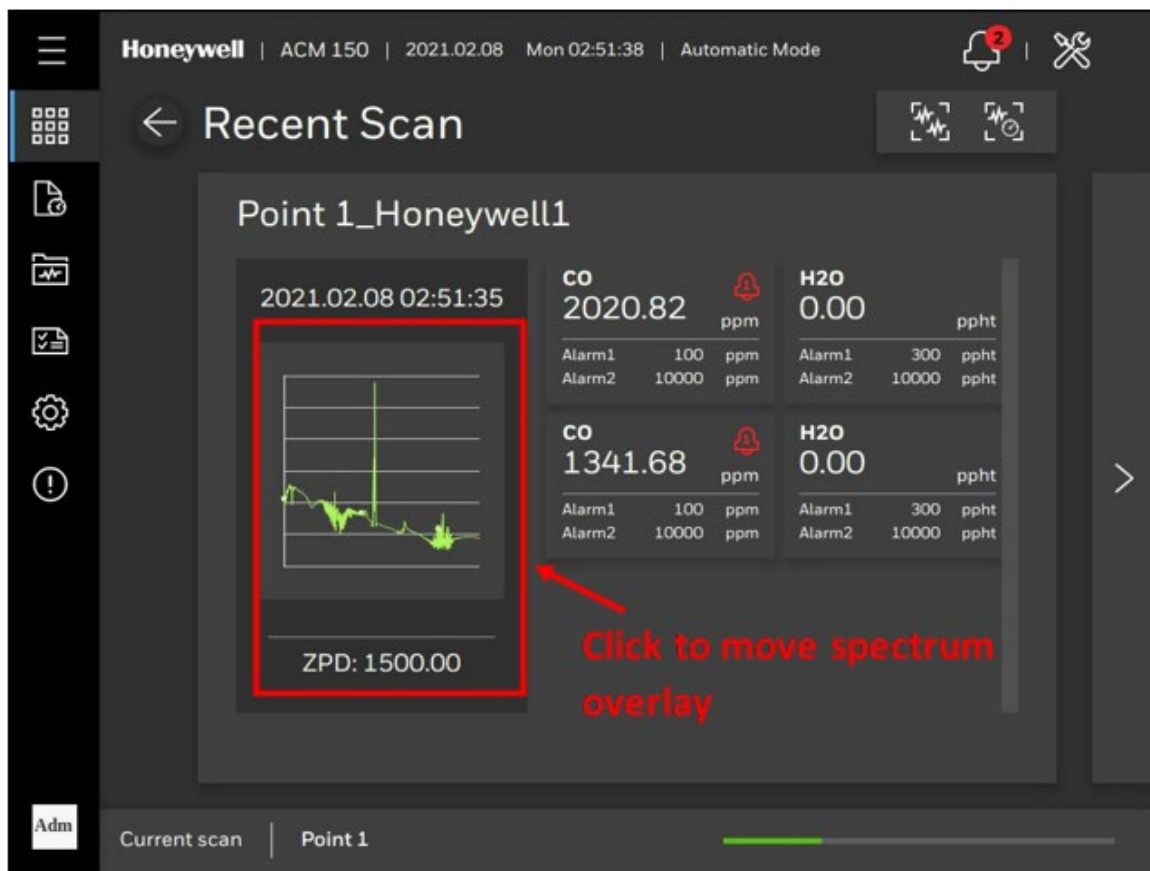 Honeywell | ACM 150 | 2021.02.08 Mon 02:51:38 | Automatic Mode
2
Recent Scan
Point 1_Honeywell1
2021.02.08 02:51:35
ZPD: 1500.00
CO
1
2020.82 ppm
Alarm1 100 ppm
Alarm2 10000 ppm
H2O
0.00 ppht
Alarm1 300 ppht
Alarm2 10000 ppht
CO
1
1341.68 ppm
Alarm1 100 ppm
Alarm2 10000 ppm
H2O
0.00 ppht
Alarm1 300 ppht
Alarm2 10000 ppht
Click to move spectrum
overlay
Adm
Current scan | Point 1